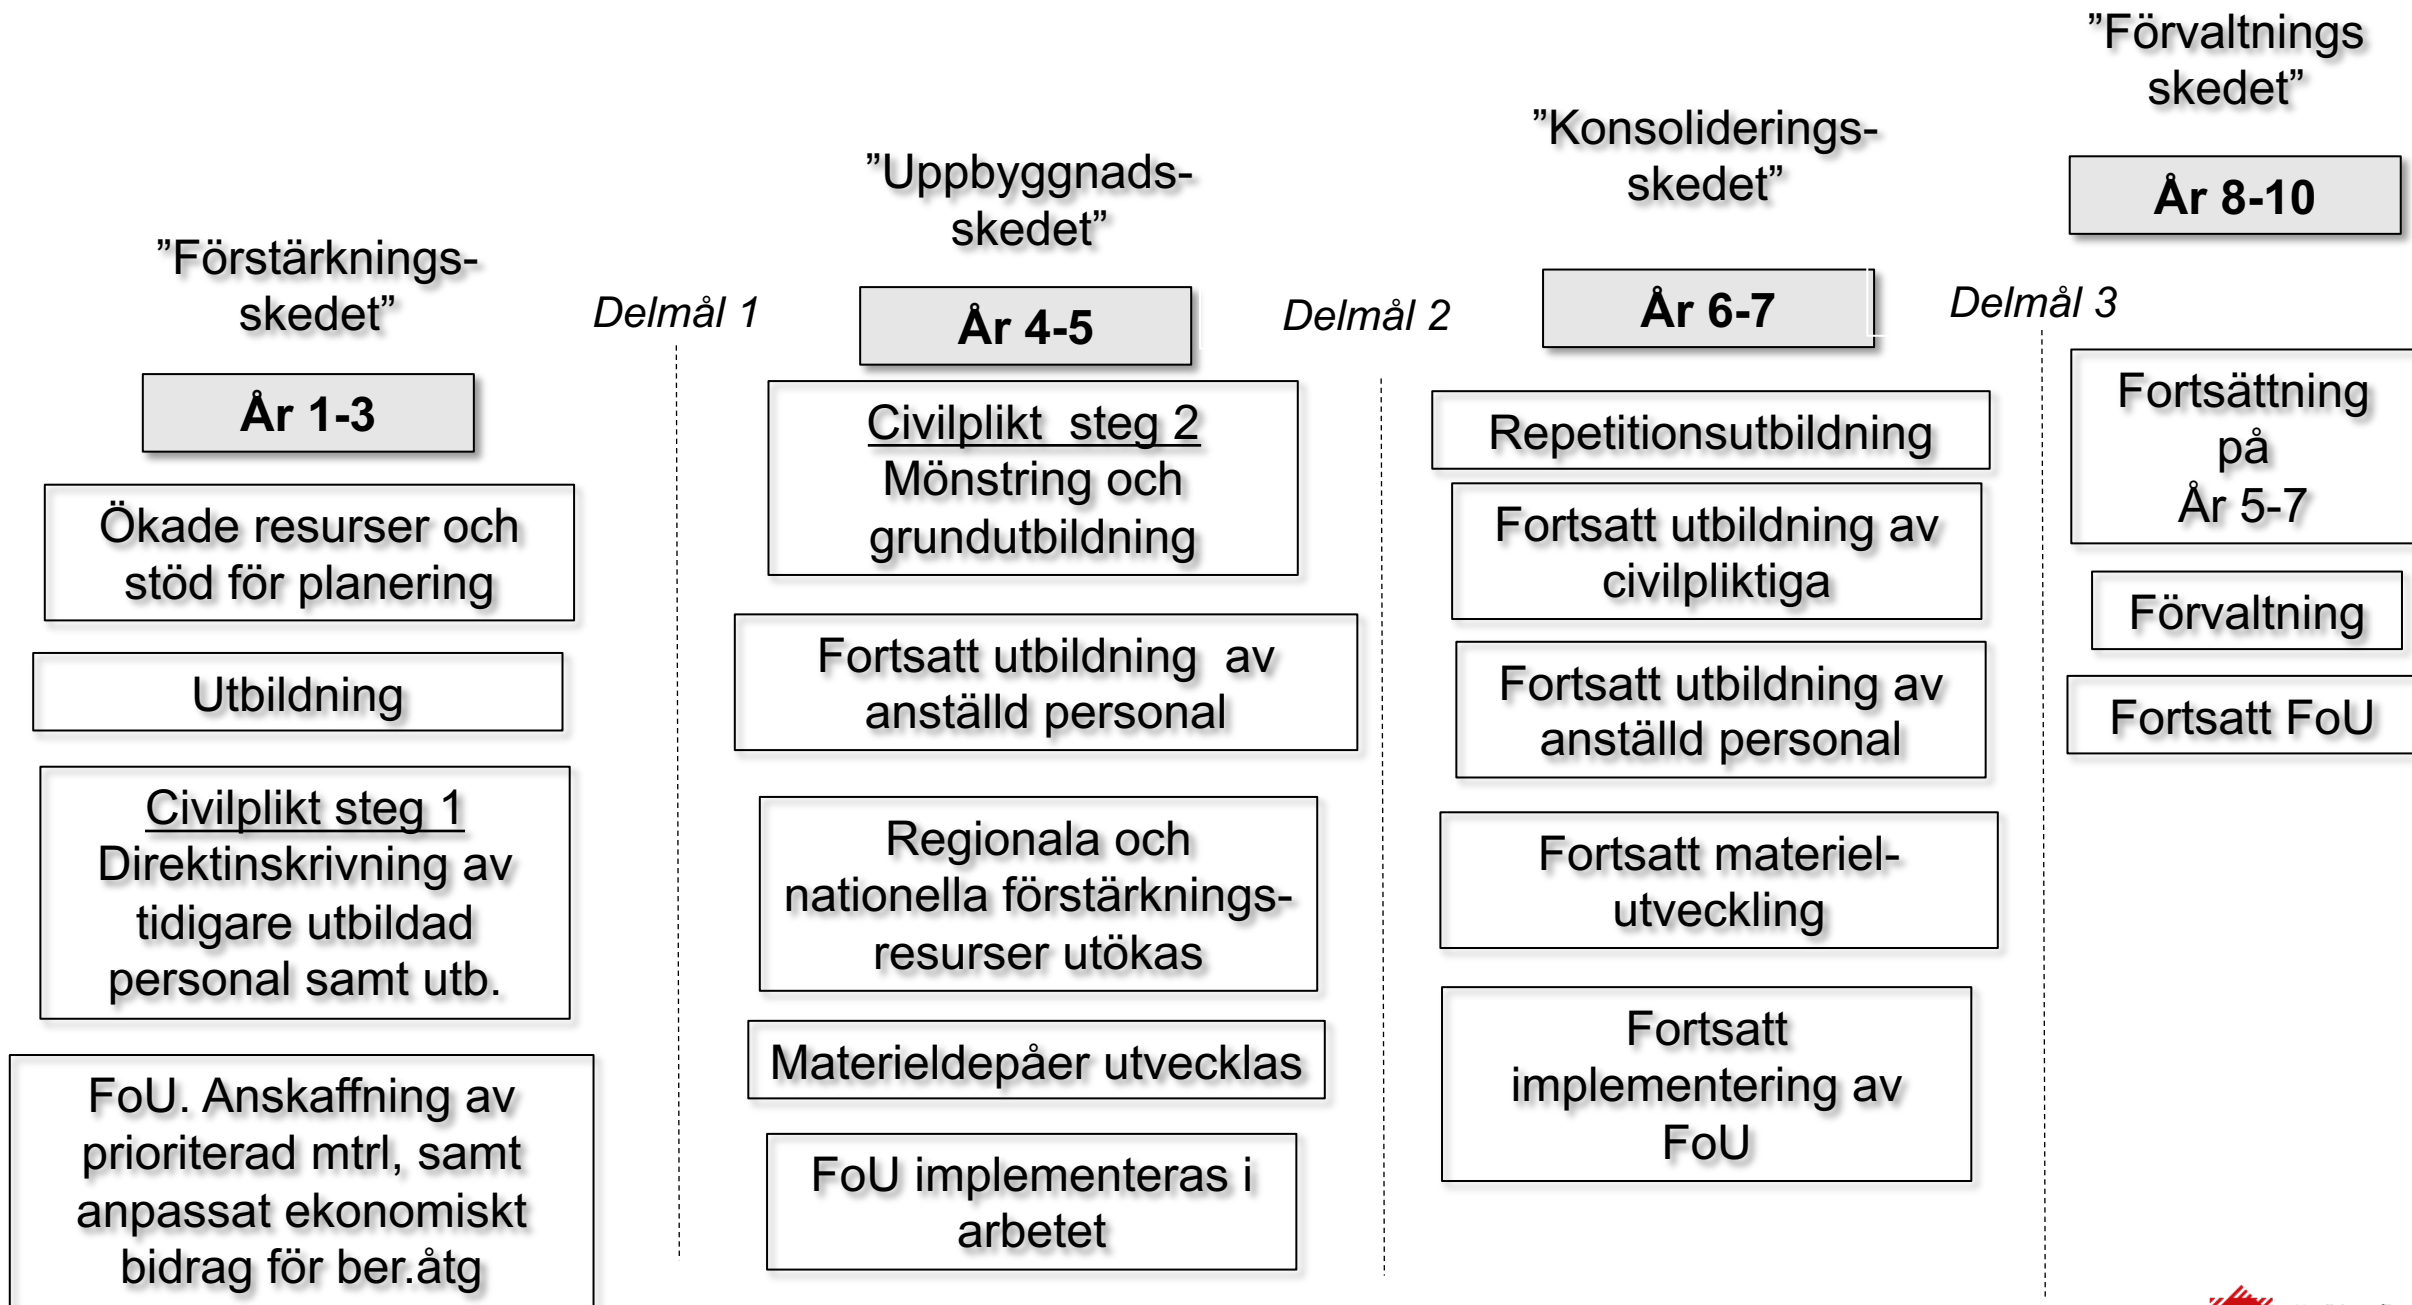 ”Förstärknings-
skedet”
År 1-3
Ökade resurser och
stöd för planering
Utbildning
Civilplikt steg 1
Direktinskrivning av
tidigare utbildad
personal samt utb.
FoU. Anskaffning av
prioriterad mtrl, samt
anpassat ekonomiskt
bidrag för ber.åtg
Delmål 1
”Uppbyggnads-
skedet”
År 4-5
Civilplikt  steg 2
Mönstring och
grundutbildning
Fortsatt utbildning  av
anställd personal
Regionala och
nationella förstärknings-
resurser utökas
Materieldepåer utvecklas
FoU implementeras i
arbetet
Delmål 2
”Konsoliderings-
skedet”
År 6-7
Repetitionsutbildning
Fortsatt utbildning av
civilpliktiga
Fortsatt utbildning av
anställd personal
Fortsatt materiel-
utveckling
Fortsatt
implementering av
FoU
Delmål 3
”Förvaltnings
skedet”
År 8-10
Fortsättning
på
År 5-7
Förvaltning
Fortsatt FoU